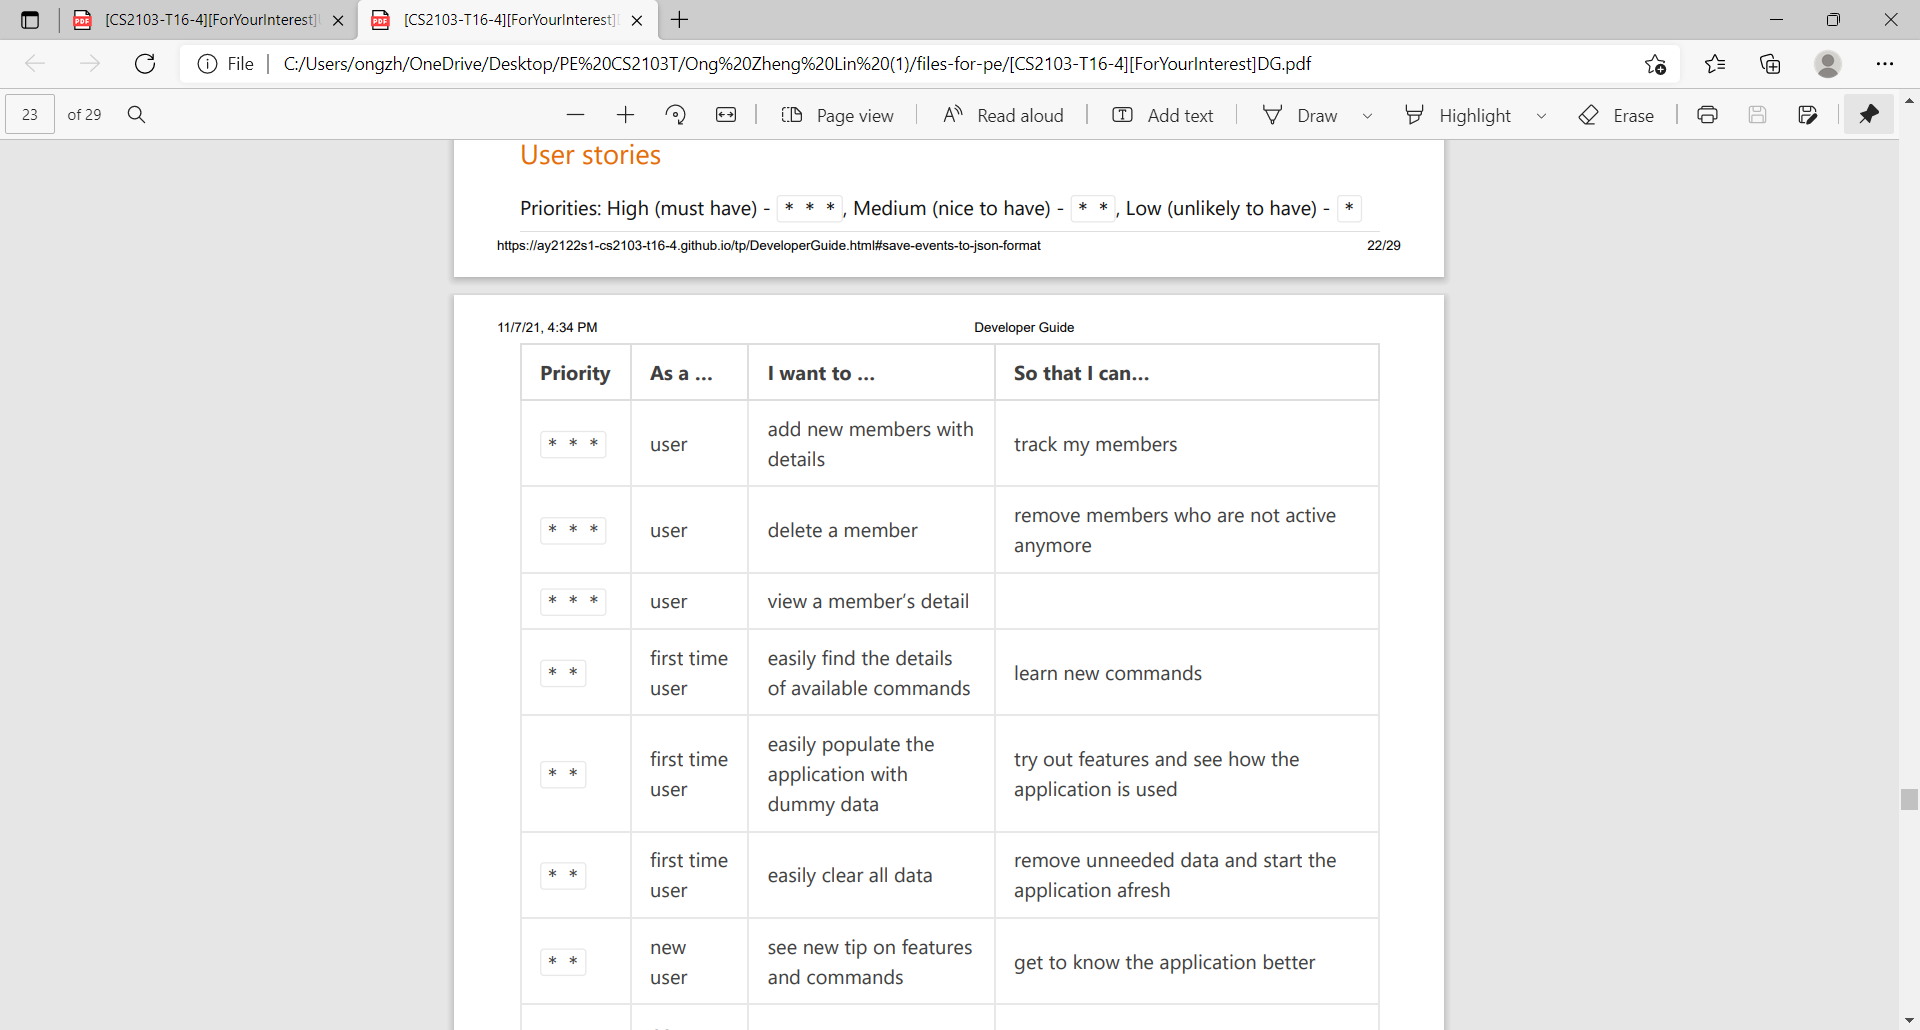 [CS2103-T16-4][ForYourInterest]
[CS2103-T16-4][ForYourInterest]
File
C:/Users/ongzh/OneDrive/Desktop/PE%20CS2103T/Ong%20Zheng%20Lin%20(1)/files-for-pe/[CS2103-T16-4][ForYourInterest]DG.pdf
23 of 29 Page view Read aloud Add text Draw Highlight Erase
User stories
Priorities: High (must have) - * * * , Medium (nice to have) - * * , Low (unlikely to have) - *
https://ay2122s1-cs2103-t16-4.github.io/tp/DeveloperGuide.html#save-events-to-json-format 22/29
11/7/21, 4:34 PM Developer Guide
Priority As a ... I want to ... So that I can...
* * * user add new members with
details track my members
* * * user delete a member remove members who are not active
anymore
* * * user view a member’s detail
* * first time
user easily find the details
of available commands learn new commands
* * first time
user easily populate the
application with
dummy data try out features and see how the
application is used
* * first time
user easily clear all data remove unneeded data and start the
application afresh
* * new
user see new tip on features
and commands get to know the application better